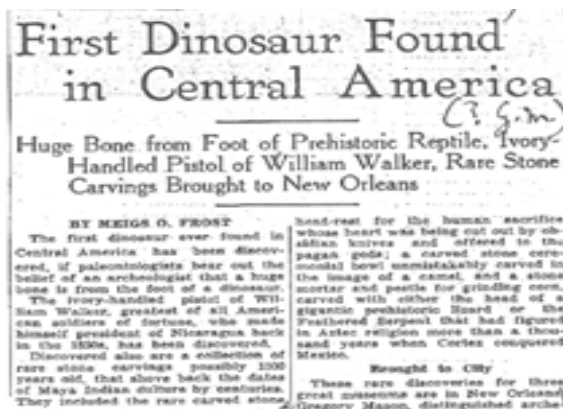 First Dinosaur Found
in Central America
(? G.M)
Huge Bone from Foot of Prehistoric Reptile, Ivory-
Handled Pistol of William Walker, Rare Stone
Carvings Brought to New Orleans
BY MEIGS O. FROST
The first dinosaur ever found in
Central America has been discov-
ered, if paleontologists bear out the
belief of an archeologist that a huge
bone is from the foot of a dinosaur.
The ivory-handled pistol of Wil-
liam Walker, greatest of all Ameri-
can soldiers of fortune, who made
himself president of Nicaragua back
in the 1850s, has been discovered.
Discovered also are a collection of
rare stone carvings possibly 1500
years old, that above back the dates
of Maya Indian culture by centuries.
They included the rare carved stone
head-rest for the human sacrifice
whose heart was being cut out by ob-
sidian knives and offered to the
pagan gods; a carved stone cere-
monial bowl unmistakably carved in
the image of a camel, and a stone
mortar and pestle for grinding corn,
carved with either the head of a
gigantic prehistoric lizard or the
Feathered Serpent that had figured
in Aztec religion more than a thou-
sand years when Cortez conquered
Mexico.
Brought to City
These rare discoveries for three
great museums are in New Orleans
Gregory Mason, distinguished arche-